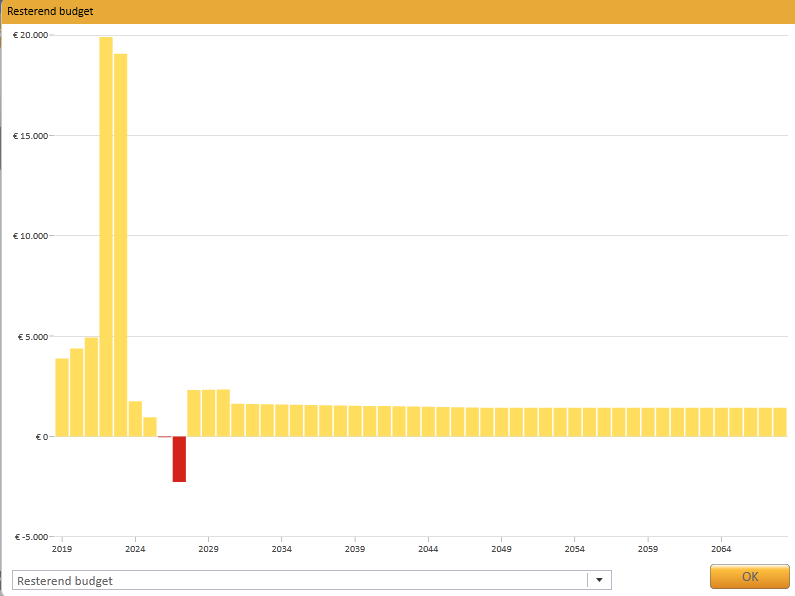 Resterend budget
€ 20.000
€ 15.000
€ 10.000
€ 5.000
€ 0
€ -5.000
2019 2024 2029 2034 2039 2044 2049 2054 2059 2064
Resterend budget
OK